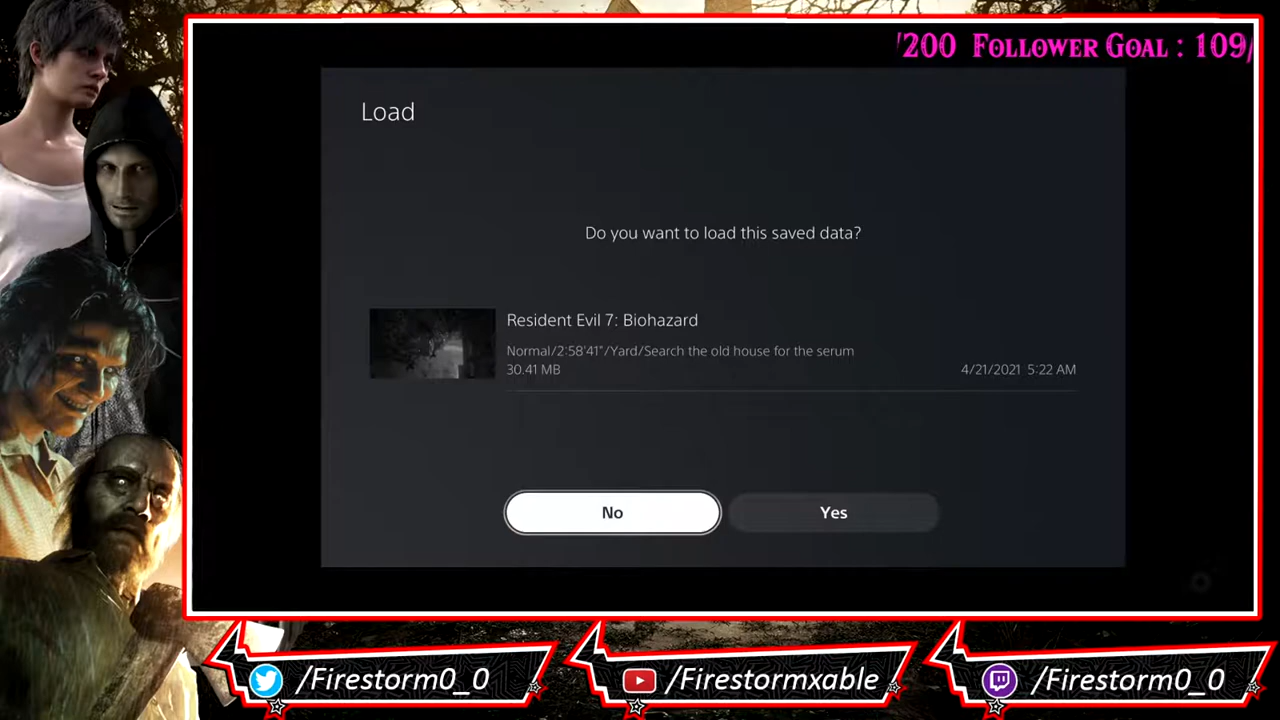 '200 Follower Goal : 109/
Load
Do you want to load this saved data?
Resident Evil 7: Biohazard
Normal/2:58'41"/Yard/Search the old house for the serum
30.41 MB
4/21/2021 5:22 AM
No
Yes
/Firestorm0_0
/Firestormxable
/Firestorm0_0